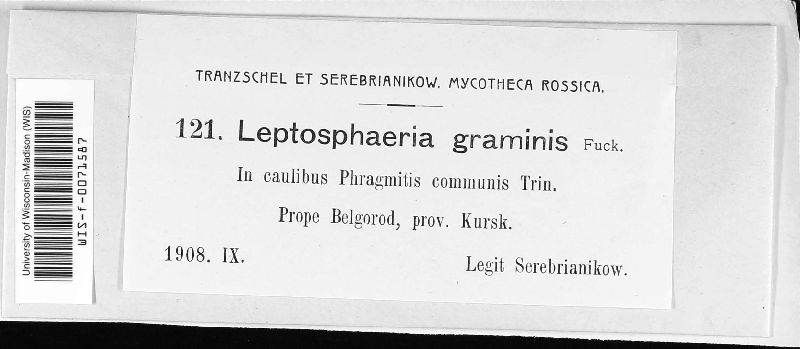 TRANZSCHEL ET SEREBRIANIKOW. MYCOTHECA ROSSICA.
121. Leptosphaeria graminis Fuck.
In caulibus Phragmitis communis Trin.
Prope Belgorod, prov. Kursk.
1908. IX.
Legit Serebrianikow.
University of Wisconsin-Madison (WIS)
WIS-f-0071587